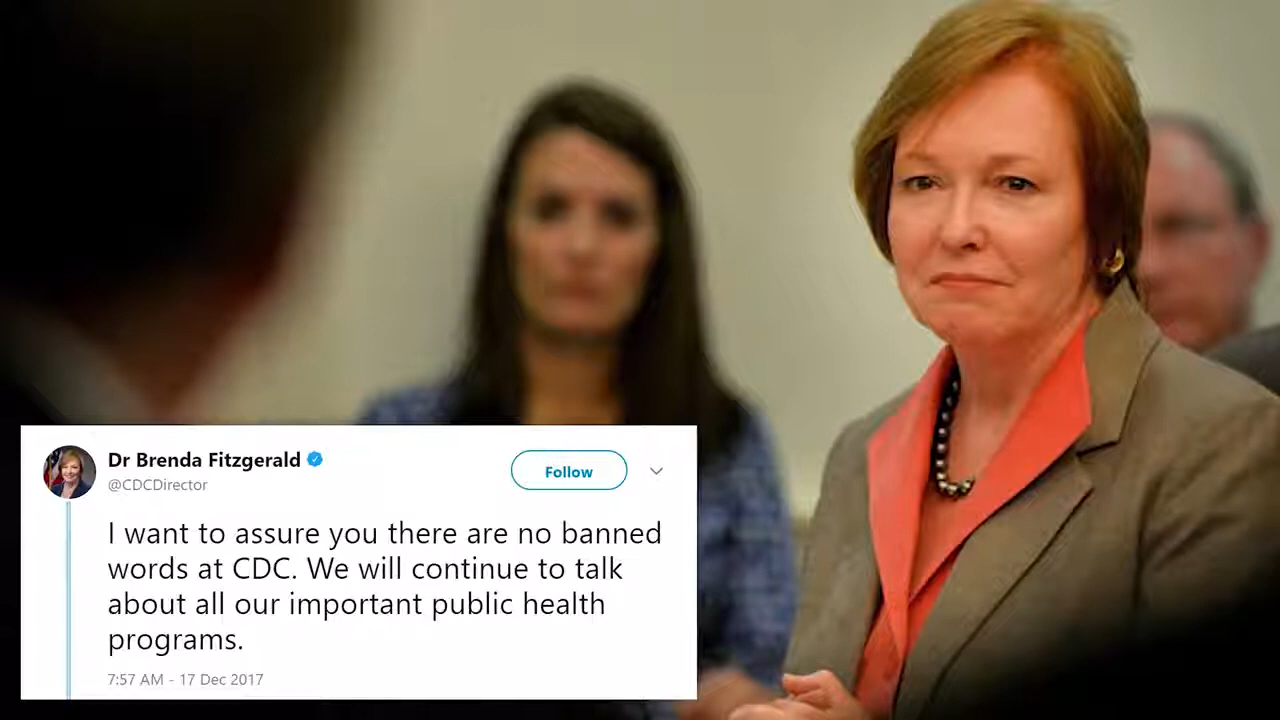 Dr Brenda Fitzgerald
@CDCDirector
Follow
I want to assure you there are no banned
words at CDC. We will continue to talk
about all our important public health
programs.
7:57 AM - 17 Dec 2017